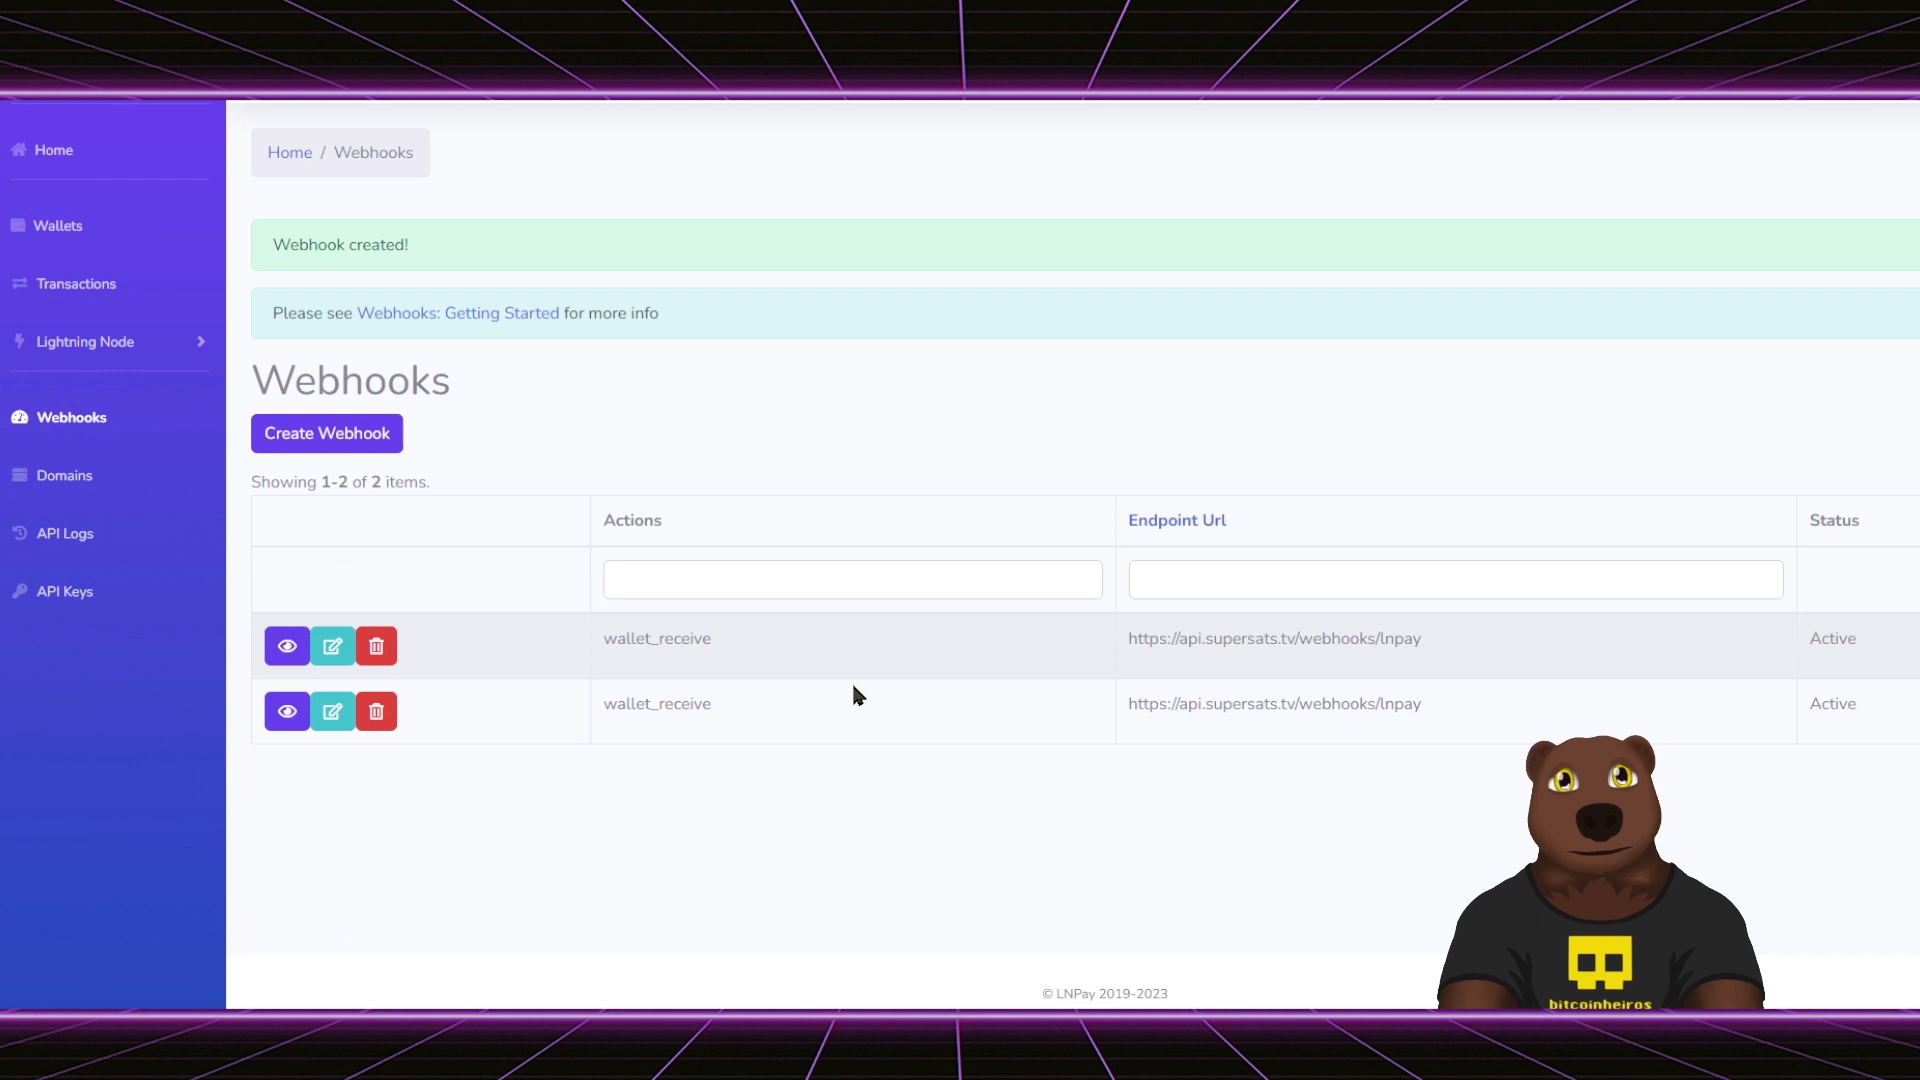 Home
Wallets
Transactions
Lightning Node
Webhooks
Domains
API Logs
API Keys
Home / Webhooks
Webhook created!
Please see Webhooks: Getting Started for more info
Webhooks
Create Webhook
Showing 1-2 of 2 items.
Actions Endpoint Url Status
wallet_receive https://api.supersats.tv/webhooks/lnpay Active
wallet_receive https://api.supersats.tv/webhooks/lnpay Active
bitcoinheiros
© LNPay 2019-2023